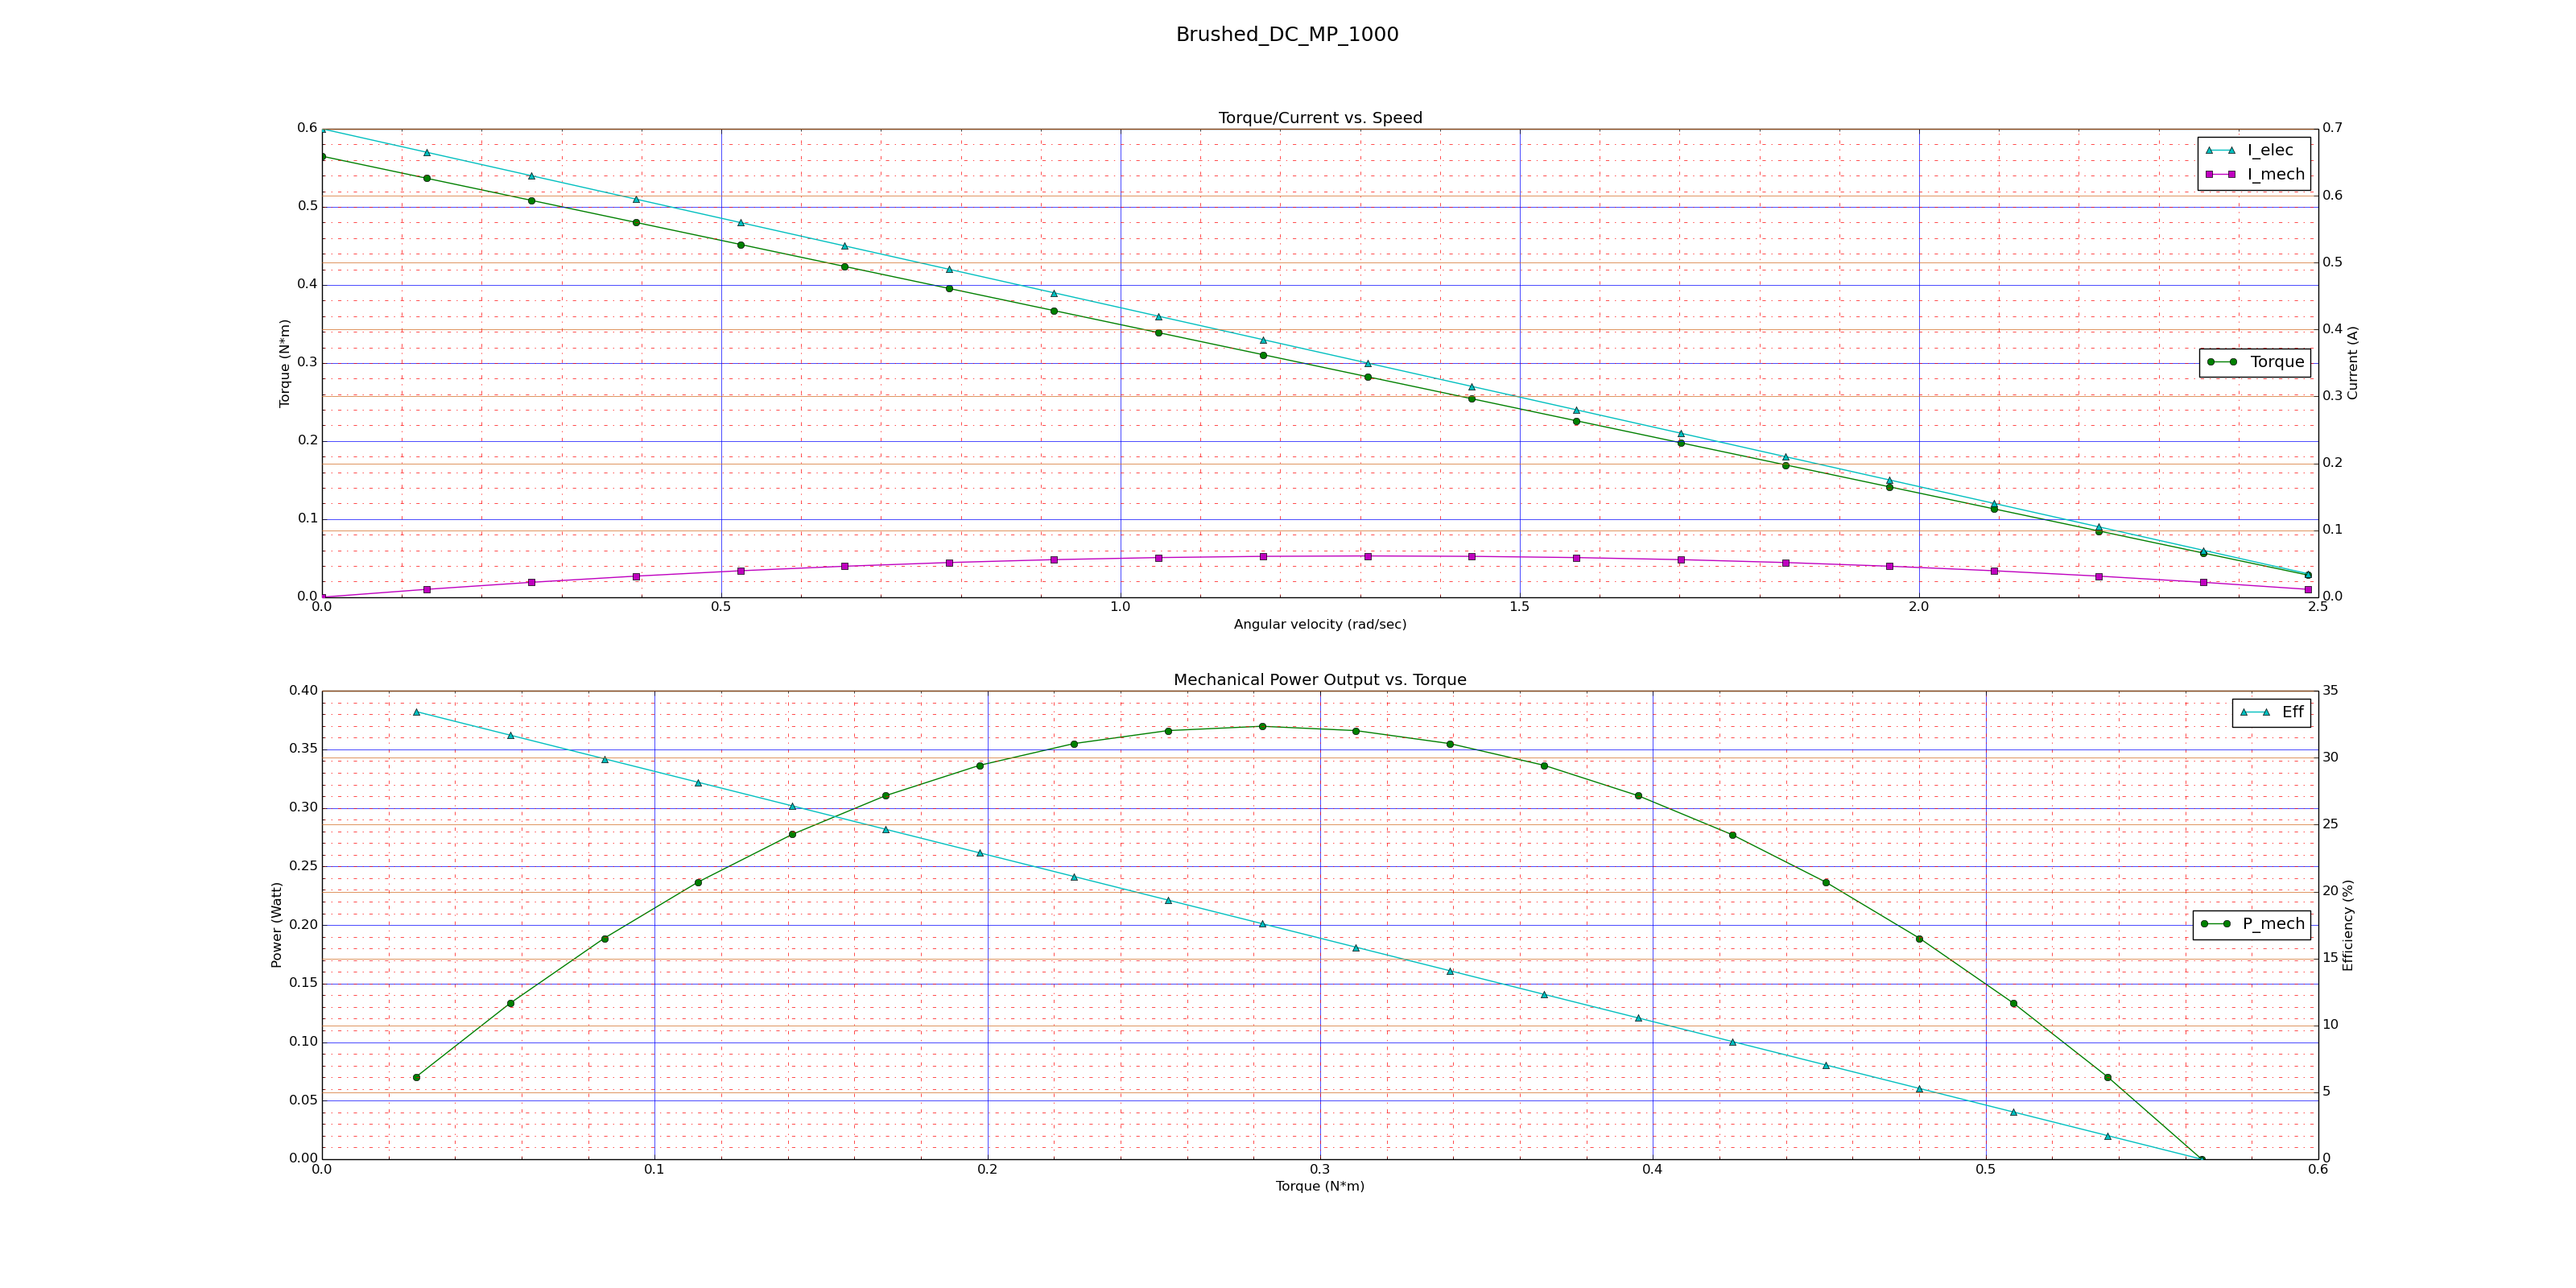 Brushed_DC_MP_1000
Torque/Current vs. Speed
0.6
0.5
0.4
0.3
0.2
0.1
0.0
Torque (N*m)
0.7
0.6
0.5
0.4
0.3
0.2
0.1
0.0
Current (A)
I_elec
I_mech
Torque
0.0 0.5 1.0 1.5 2.0 2.5
Angular velocity (rad/sec)
Mechanical Power Output vs. Torque
0.40
0.35
0.30
0.25
0.20
0.15
0.10
0.05
0.00
Power (Watt)
35
30
25
20
15
10
5
0
Efficiency (%)
Eff
P_mech
0.0 0.1 0.2 0.3 0.4 0.5 0.6
Torque (N*m)